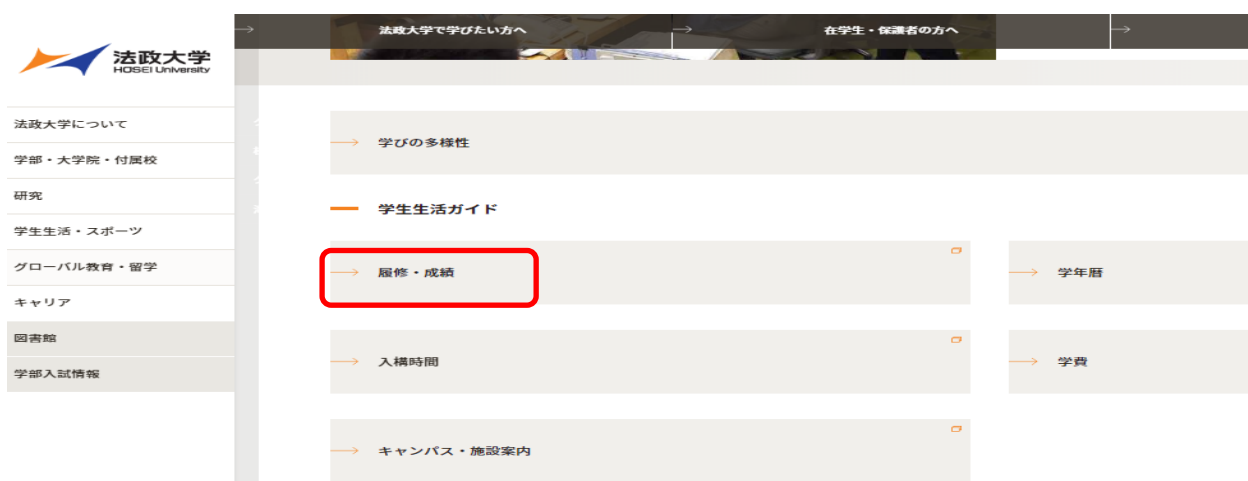 法政大学で学びたい方へ
在学生・保護者の方へ
法政大学
HOSEI University
法政大学について
学部・大学院・付属校
研究
学生生活・スポーツ
グローバル教育・留学
キャリア
図書館
学部入試情報
学びの多様性
学生生活ガイド
履修・成績
学年暦
入構時間
学費
キャンパス・施設案内